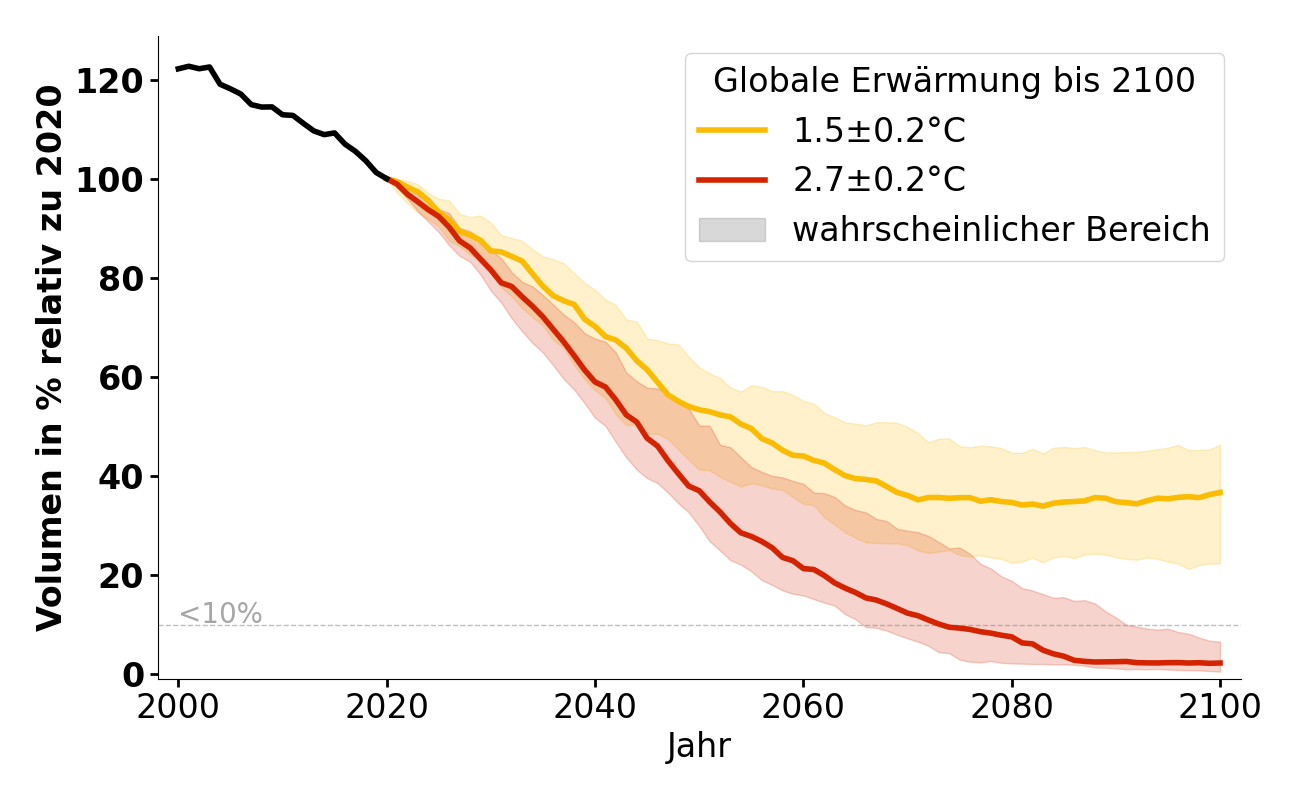 Volumen in % relativ zu 2020
120
100
80
60
40
20
0
<10%
Globale Erwärmung bis 2100
1.5±0.2°C
2.7±0.2°C
wahrscheinlicher Bereich
2000 2020 2040 2060 2080 2100
Jahr